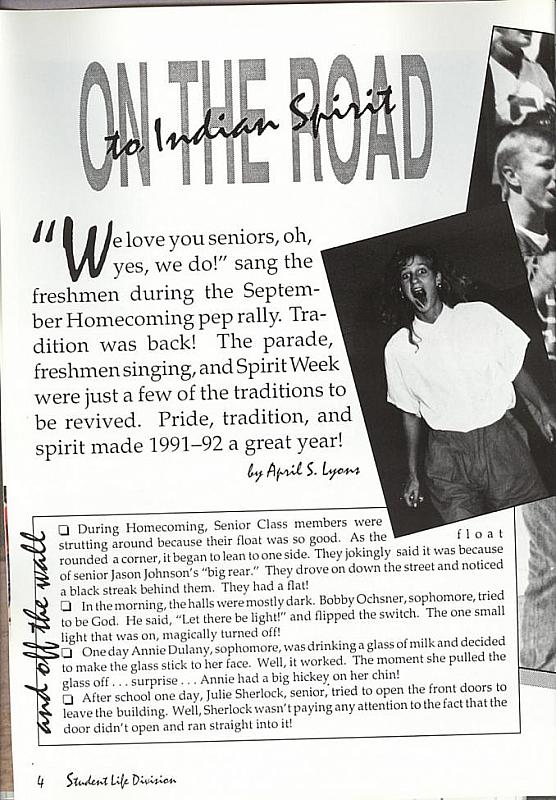 ON THE ROAD
to Indian Spirit
"We love you seniors, oh,
yes, we do!" sang the
freshmen during the Septem-
ber Homecoming pep rally. Tra-
dition was back! The parade,
freshmen singing, and Spirit Week
were just a few of the traditions to
be revived. Pride, tradition, and
spirit made 1991–92 a great year!
by April S. Lyons
and off the wall
❏ During Homecoming, Senior Class members were
strutting around because their float was so good. As the float
rounded a corner, it began to lean to one side. They jokingly said it was because
of senior Jason Johnson's "big rear." They drove on down the street and noticed
a black streak behind them. They had a flat!
❏ In the morning, the halls were mostly dark. Bobby Ochsner, sophomore, tried
to be God. He said, "Let there be light!" and flipped the switch. The one small
light that was on, magically turned off!
❏ One day Annie Dulany, sophomore, was drinking a glass of milk and decided
to make the glass stick to her face. Well, it worked. The moment she pulled the
glass off . . . surprise . . . Annie had a big hickey on her chin!
❏ After school one day, Julie Sherlock, senior, tried to open the front doors to
leave the building. Well, Sherlock wasn't paying any attention to the fact that the
door didn't open and ran straight into it!
4 Student Life Division